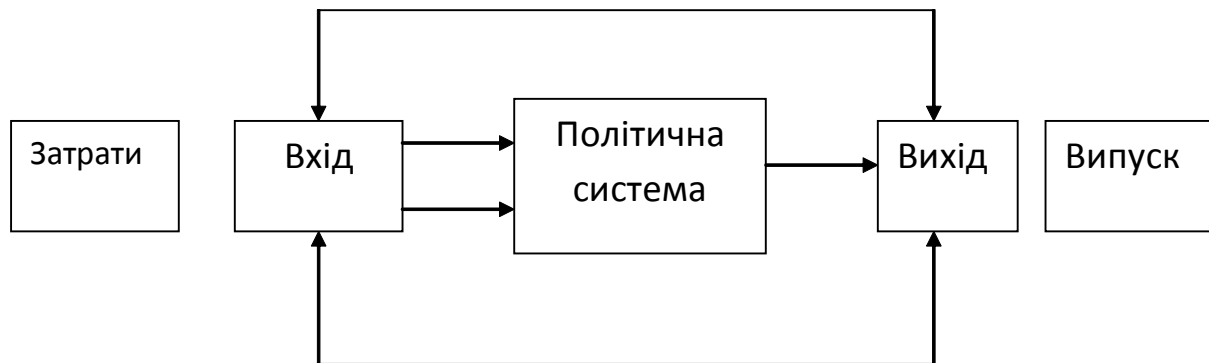 Затрати
Вхід
Політична
система
Вихід
Випуск